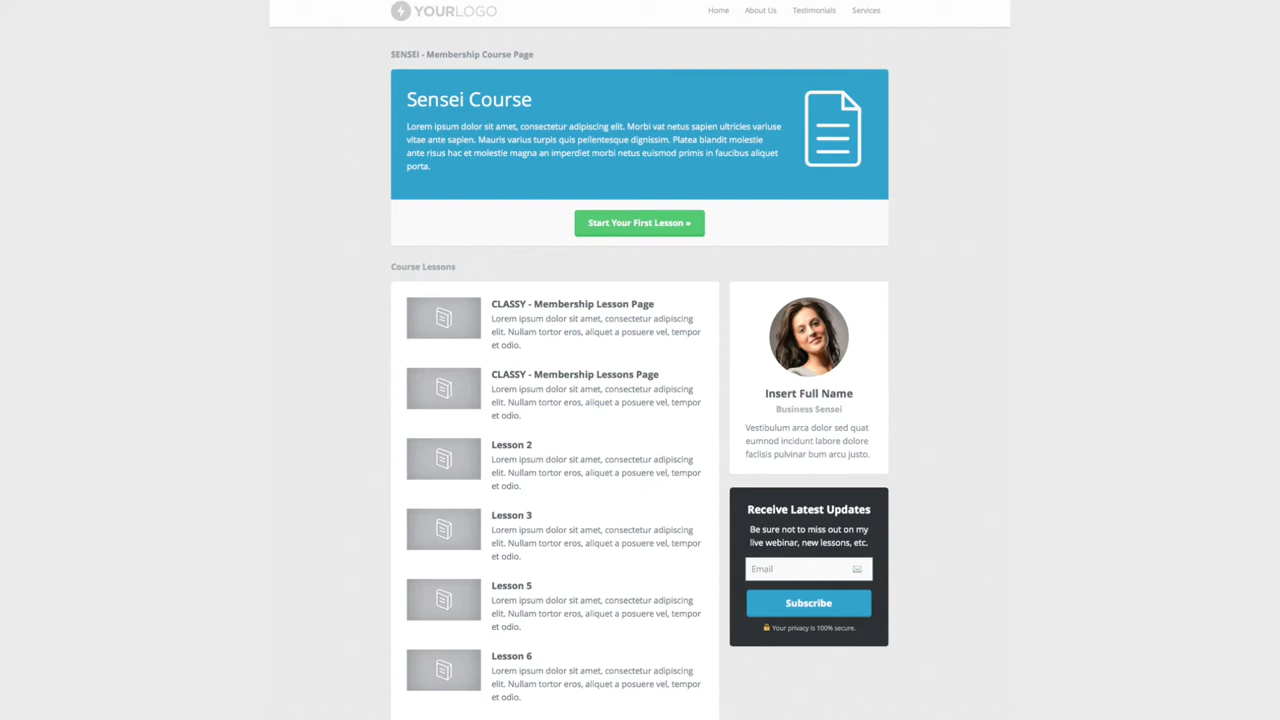 YOURLOGO
Home
About Us
Testimonials
Services
SENSEI - Membership Course Page
Sensei Course
Lorem ipsum dolor sit amet, consectetur adipiscing elit. Morbi vat netus sapien ultricies variuse
vitae ante sapien. Mauris varius turpis quis pellentesque dignissim. Platea blandit molestie
ante risus hac et molestie magna an imperdiet morbi netus euismod primis in faucibus aliquet
porta.
Start Your First Lesson »
Course Lessons
CLASSY - Membership Lesson Page
Lorem ipsum dolor sit amet, consectetur adipiscing
elit. Nullam tortor eros, aliquet a posuere vel, tempor
et odio.
CLASSY - Membership Lessons Page
Lorem ipsum dolor sit amet, consectetur adipiscing
elit. Nullam tortor eros, aliquet a posuere vel, tempor
et odio.
Lesson 2
Lorem ipsum dolor sit amet, consectetur adipiscing
elit. Nullam tortor eros, aliquet a posuere vel, tempor
et odio.
Lesson 3
Lorem ipsum dolor sit amet, consectetur adipiscing
elit. Nullam tortor eros, aliquet a posuere vel, tempor
et odio.
Lesson 5
Lorem ipsum dolor sit amet, consectetur adipiscing
elit. Nullam tortor eros, aliquet a posuere vel, tempor
et odio.
Lesson 6
Lorem ipsum dolor sit amet, consectetur adipiscing
elit. Nullam tortor eros, aliquet a posuere vel, tempor
et odio.
Insert Full Name
Business Sensei
Vestibulum arca dolor sed quat
eumnod incidunt labore dolore
faclisis pulvinar bum arcu justo.
Receive Latest Updates
Be sure not to miss out on my
live webinar, new lessons, etc.
Email
Subscribe
Your privacy is 100% secure.